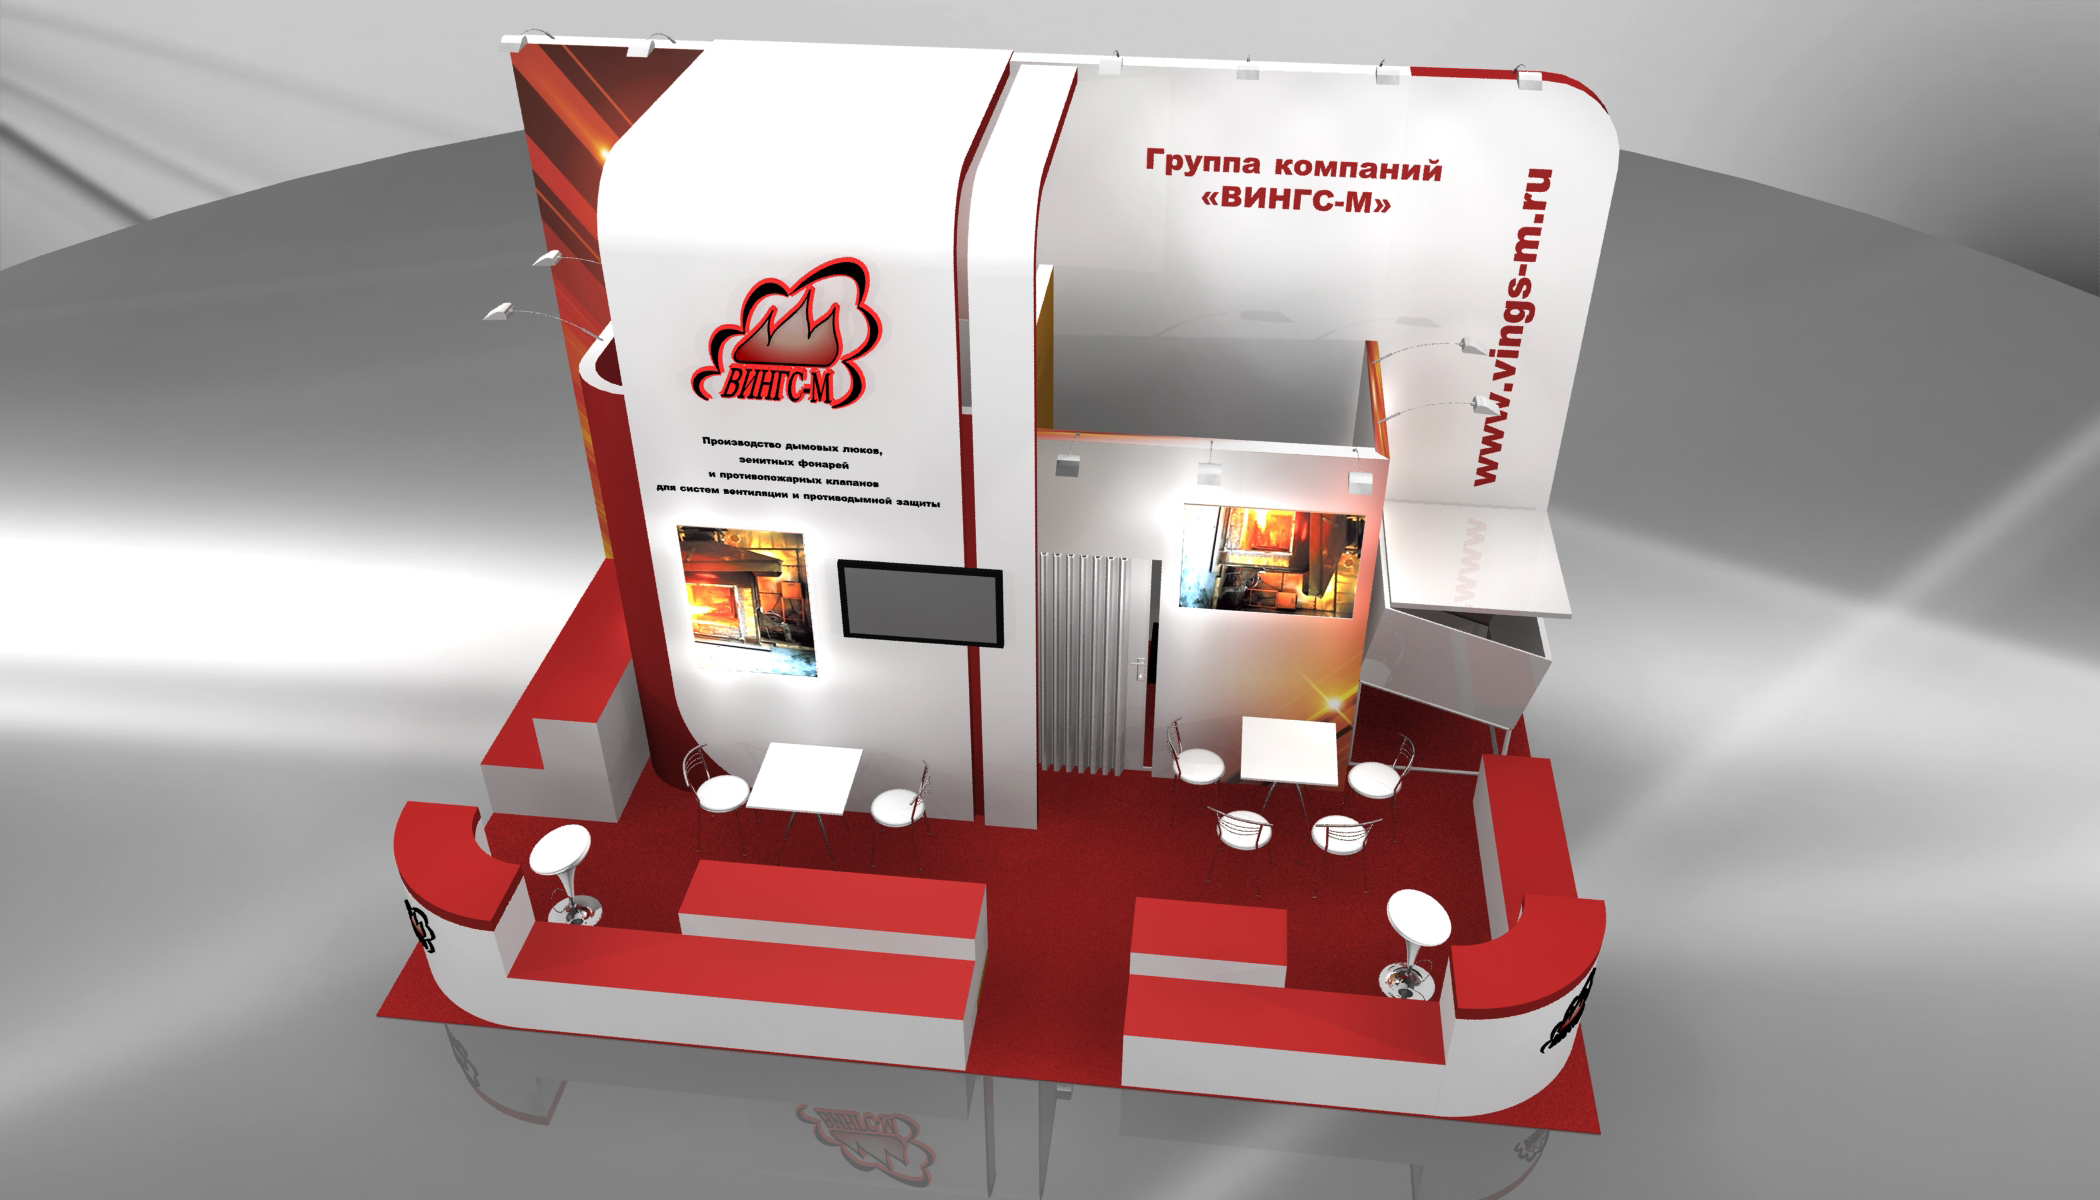 Группа компаний
«ВИНГС-М»
www.vings-m.ru
ВИНГС-М
Производство дымовых люков,
зенитных фонарей
и противопожарных клапанов
для систем вентиляции и противодымной защиты